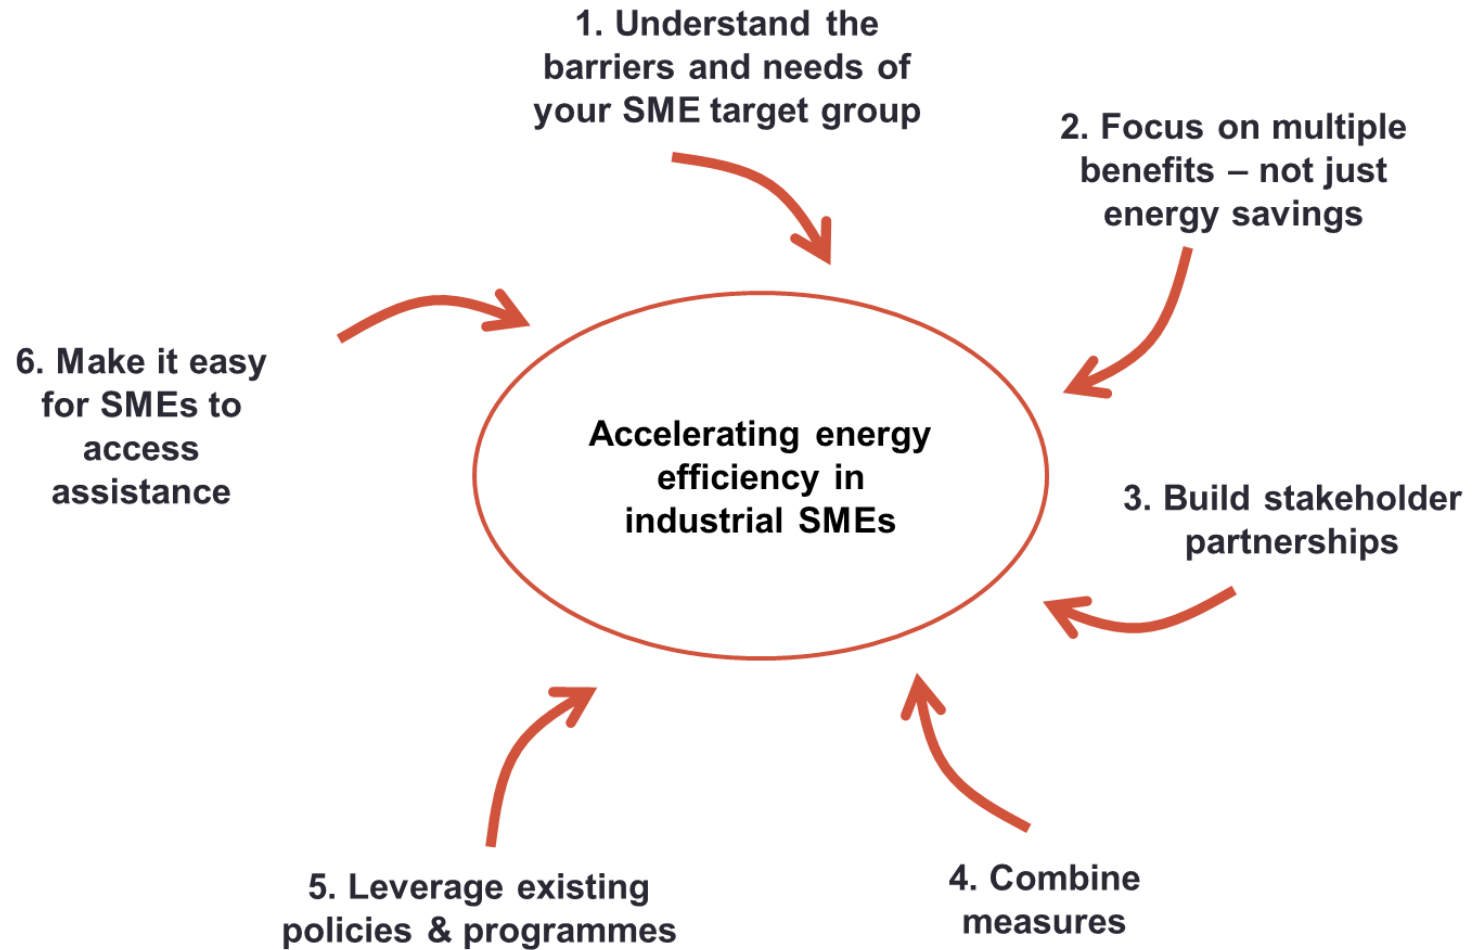 1. Understand the
barriers and needs of
your SME target group
2. Focus on multiple
benefits – not just
energy savings
3. Build stakeholder
partnerships
4. Combine
measures
5. Leverage existing
policies & programmes
6. Make it easy
for SMEs to
access
assistance
Accelerating energy
efficiency in
industrial SMEs